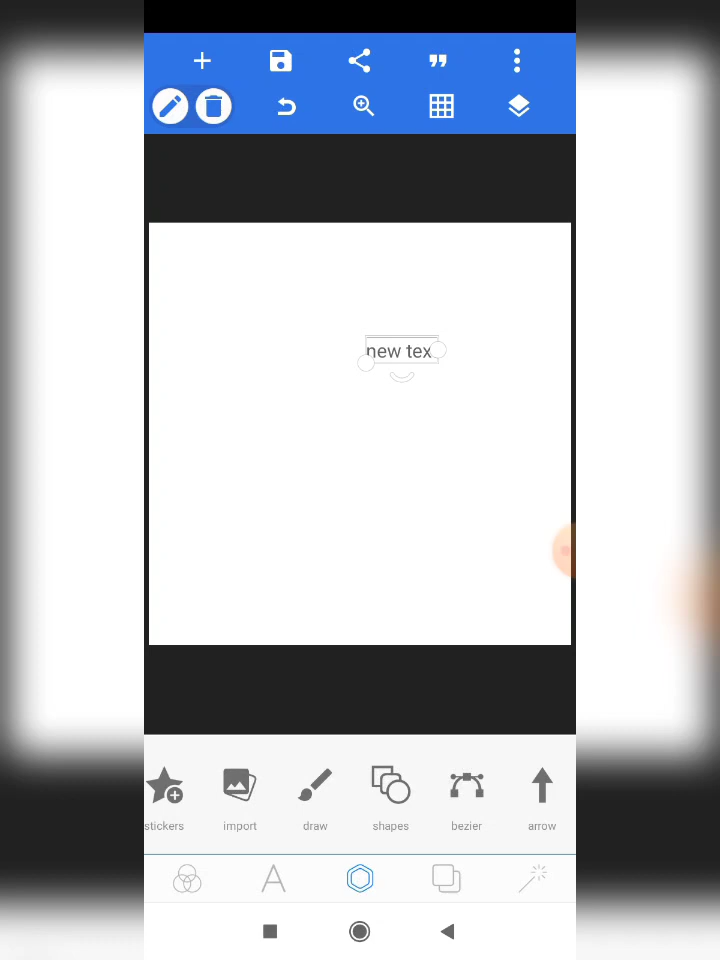 new tex
stickers
import
draw
shapes
bezier
arrow